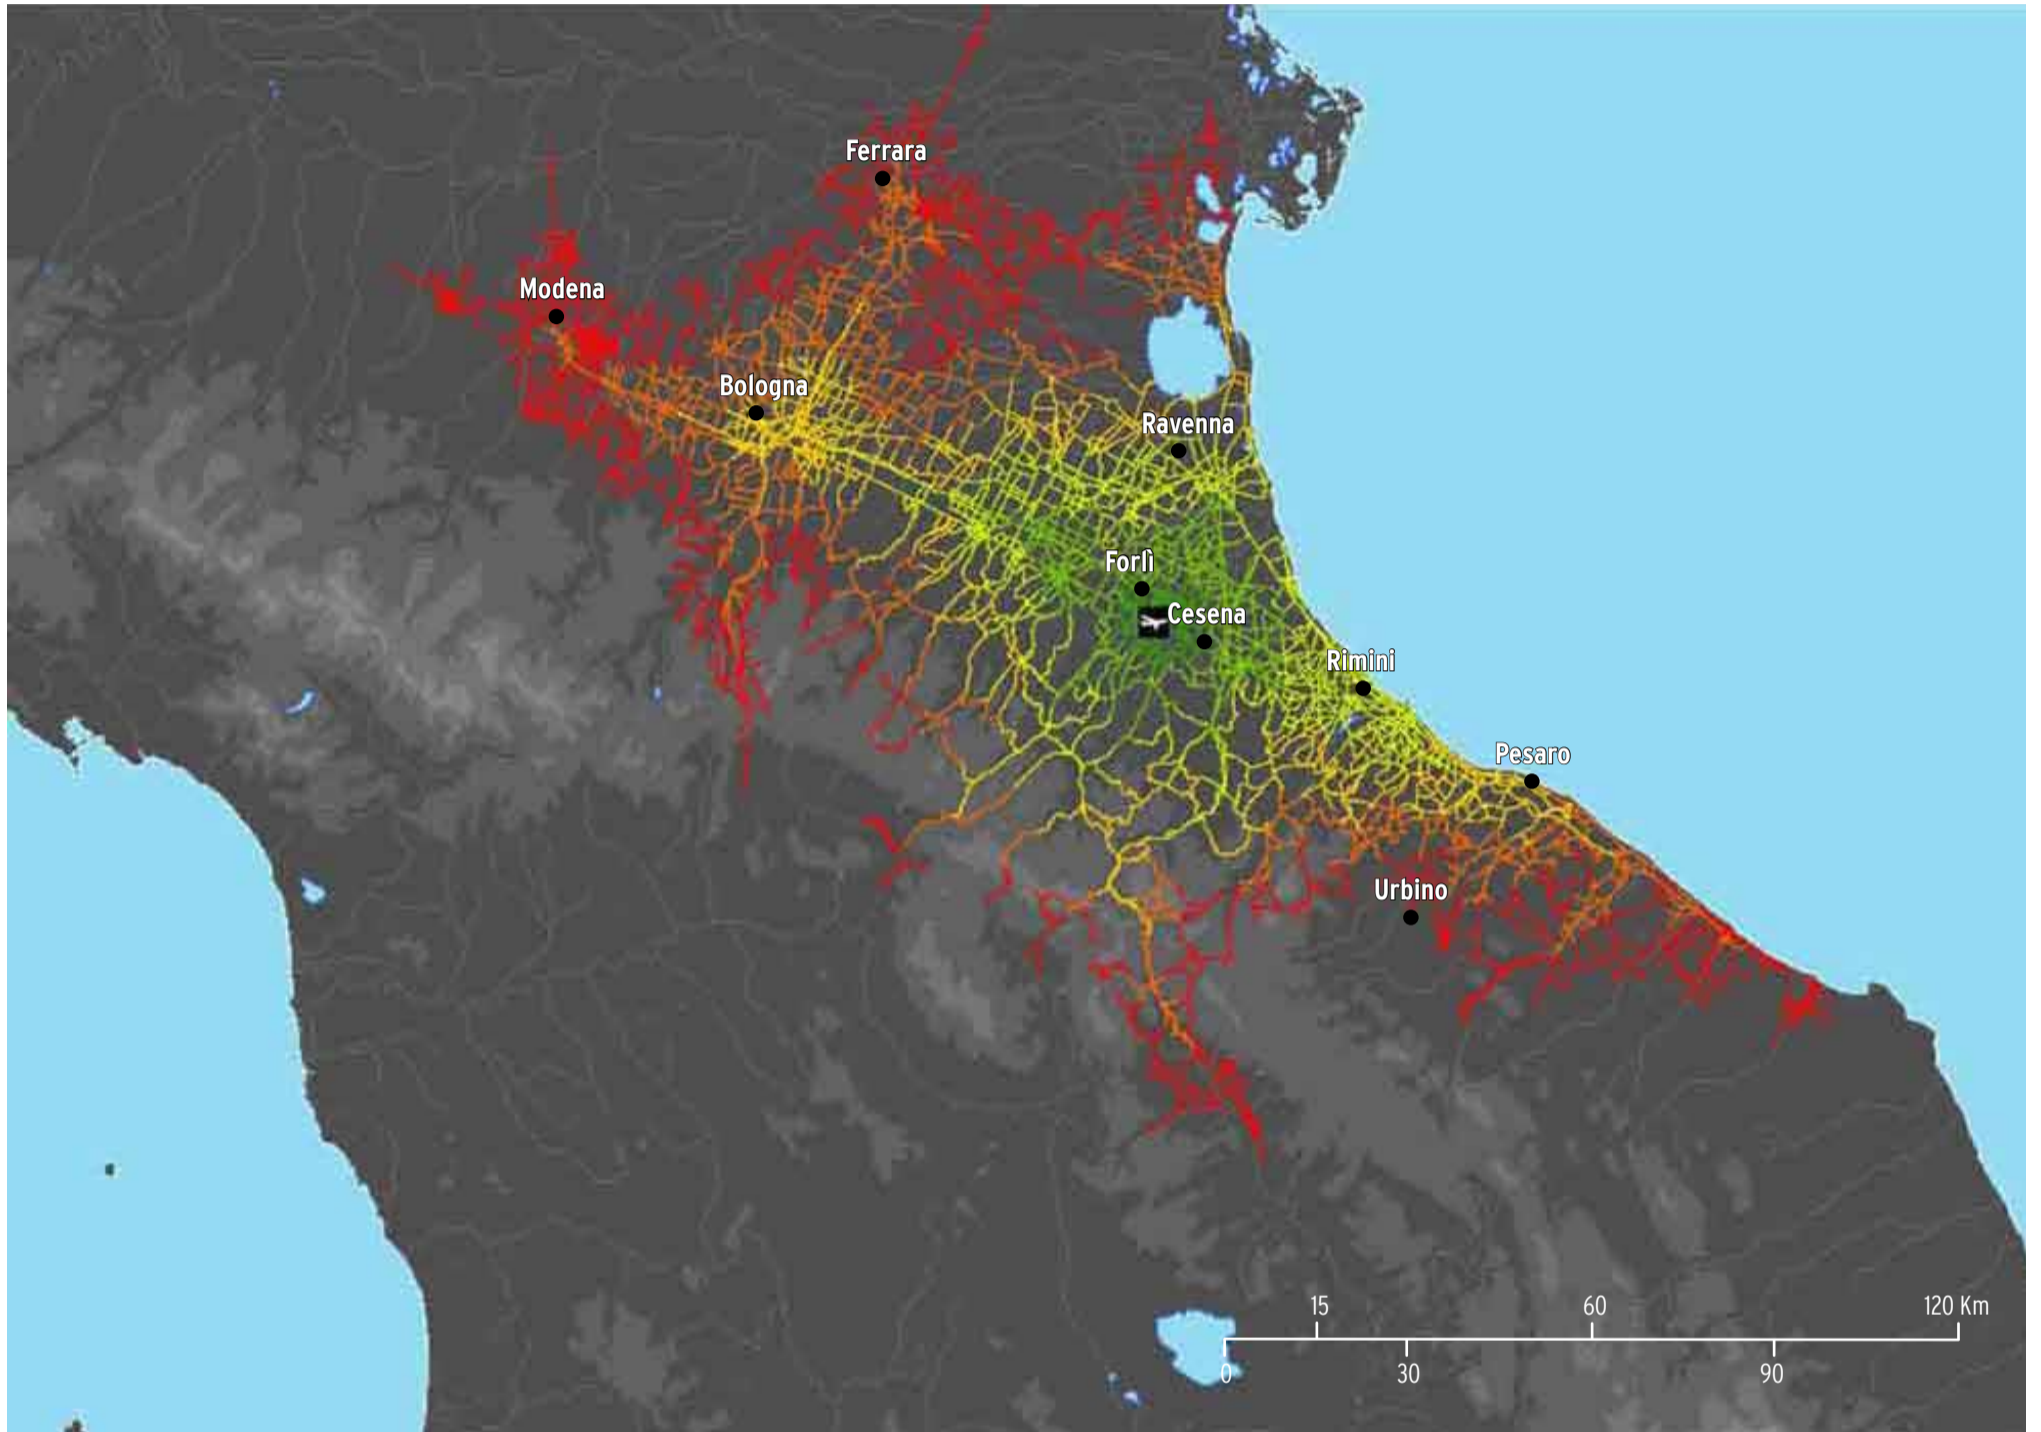 Ferrara
Modena
Bologna
Ravenna
Forlì
Cesena
Rimini
Pesaro
Urbino
15 60 120 Km
0 30 90